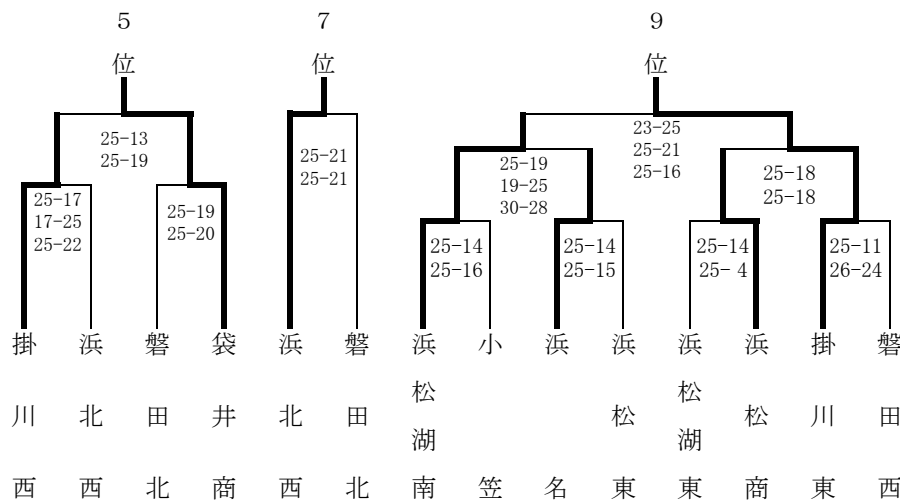 5位
7位
9位
25-13
25-19
25-21
25-21
23-25
25-21
25-16
25-19
19-25
30-28
25-18
25-18
25-17
17-25
25-22
25-19
25-20
25-14
25-16
25-14
25-15
25-14
25- 4
25-11
26-24
掛川西
浜北西
磐田北
袋井商
浜北西
磐田北
浜松湖南
小笠
浜名
浜松東
浜松湖東
浜松商
掛川東
磐田西